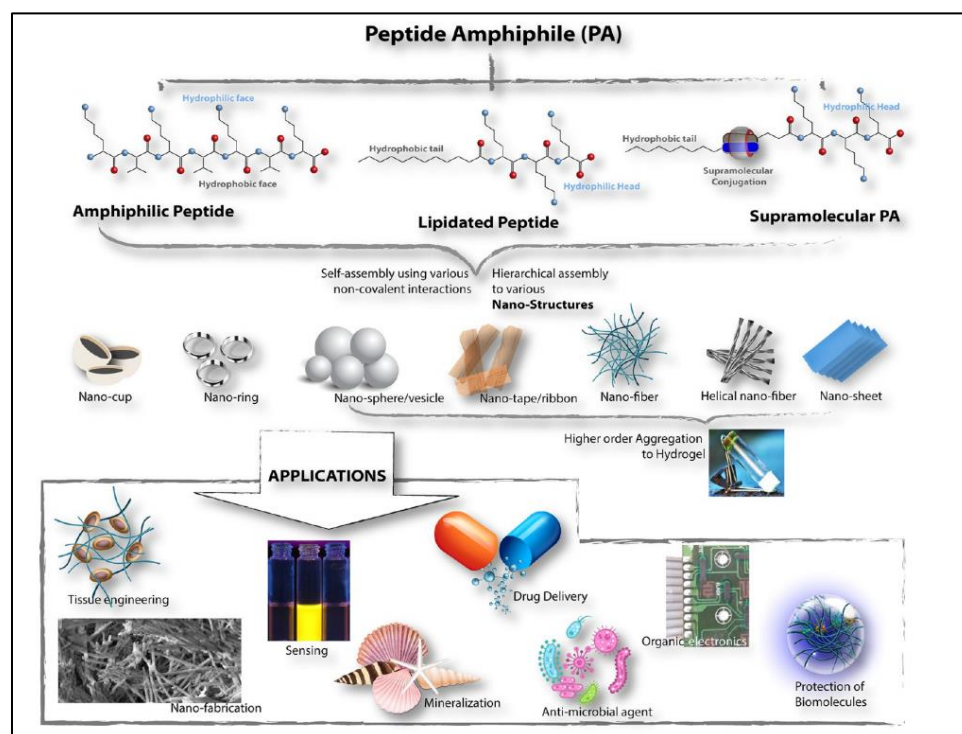 Peptide Amphiphile (PA)
Hydrophilic face
Hydrophobic face
Amphiphilic Peptide
Hydrophobic tail
Hydrophilic Head
Lipidated Peptide
Hydrophobic tail
Hydrophilic Head
Supramolecular
Conjugation
Supramolecular PA
Self-assembly using various
non-covalent interactions
Hierarchical assembly
to various
Nano-Structures
Nano-cup
Nano-ring
Nano-sphere/vesicle
Nano-tape/ribbon
Nano-fiber
Helical nano-fiber
Nano-sheet
Higher order Aggregation
to Hydrogel
APPLICATIONS
Tissue engineering
Nano-fabrication
Sensing
Mineralization
Drug Delivery
Anti-microbial agent
Organic electronics
Protection of
Biomolecules